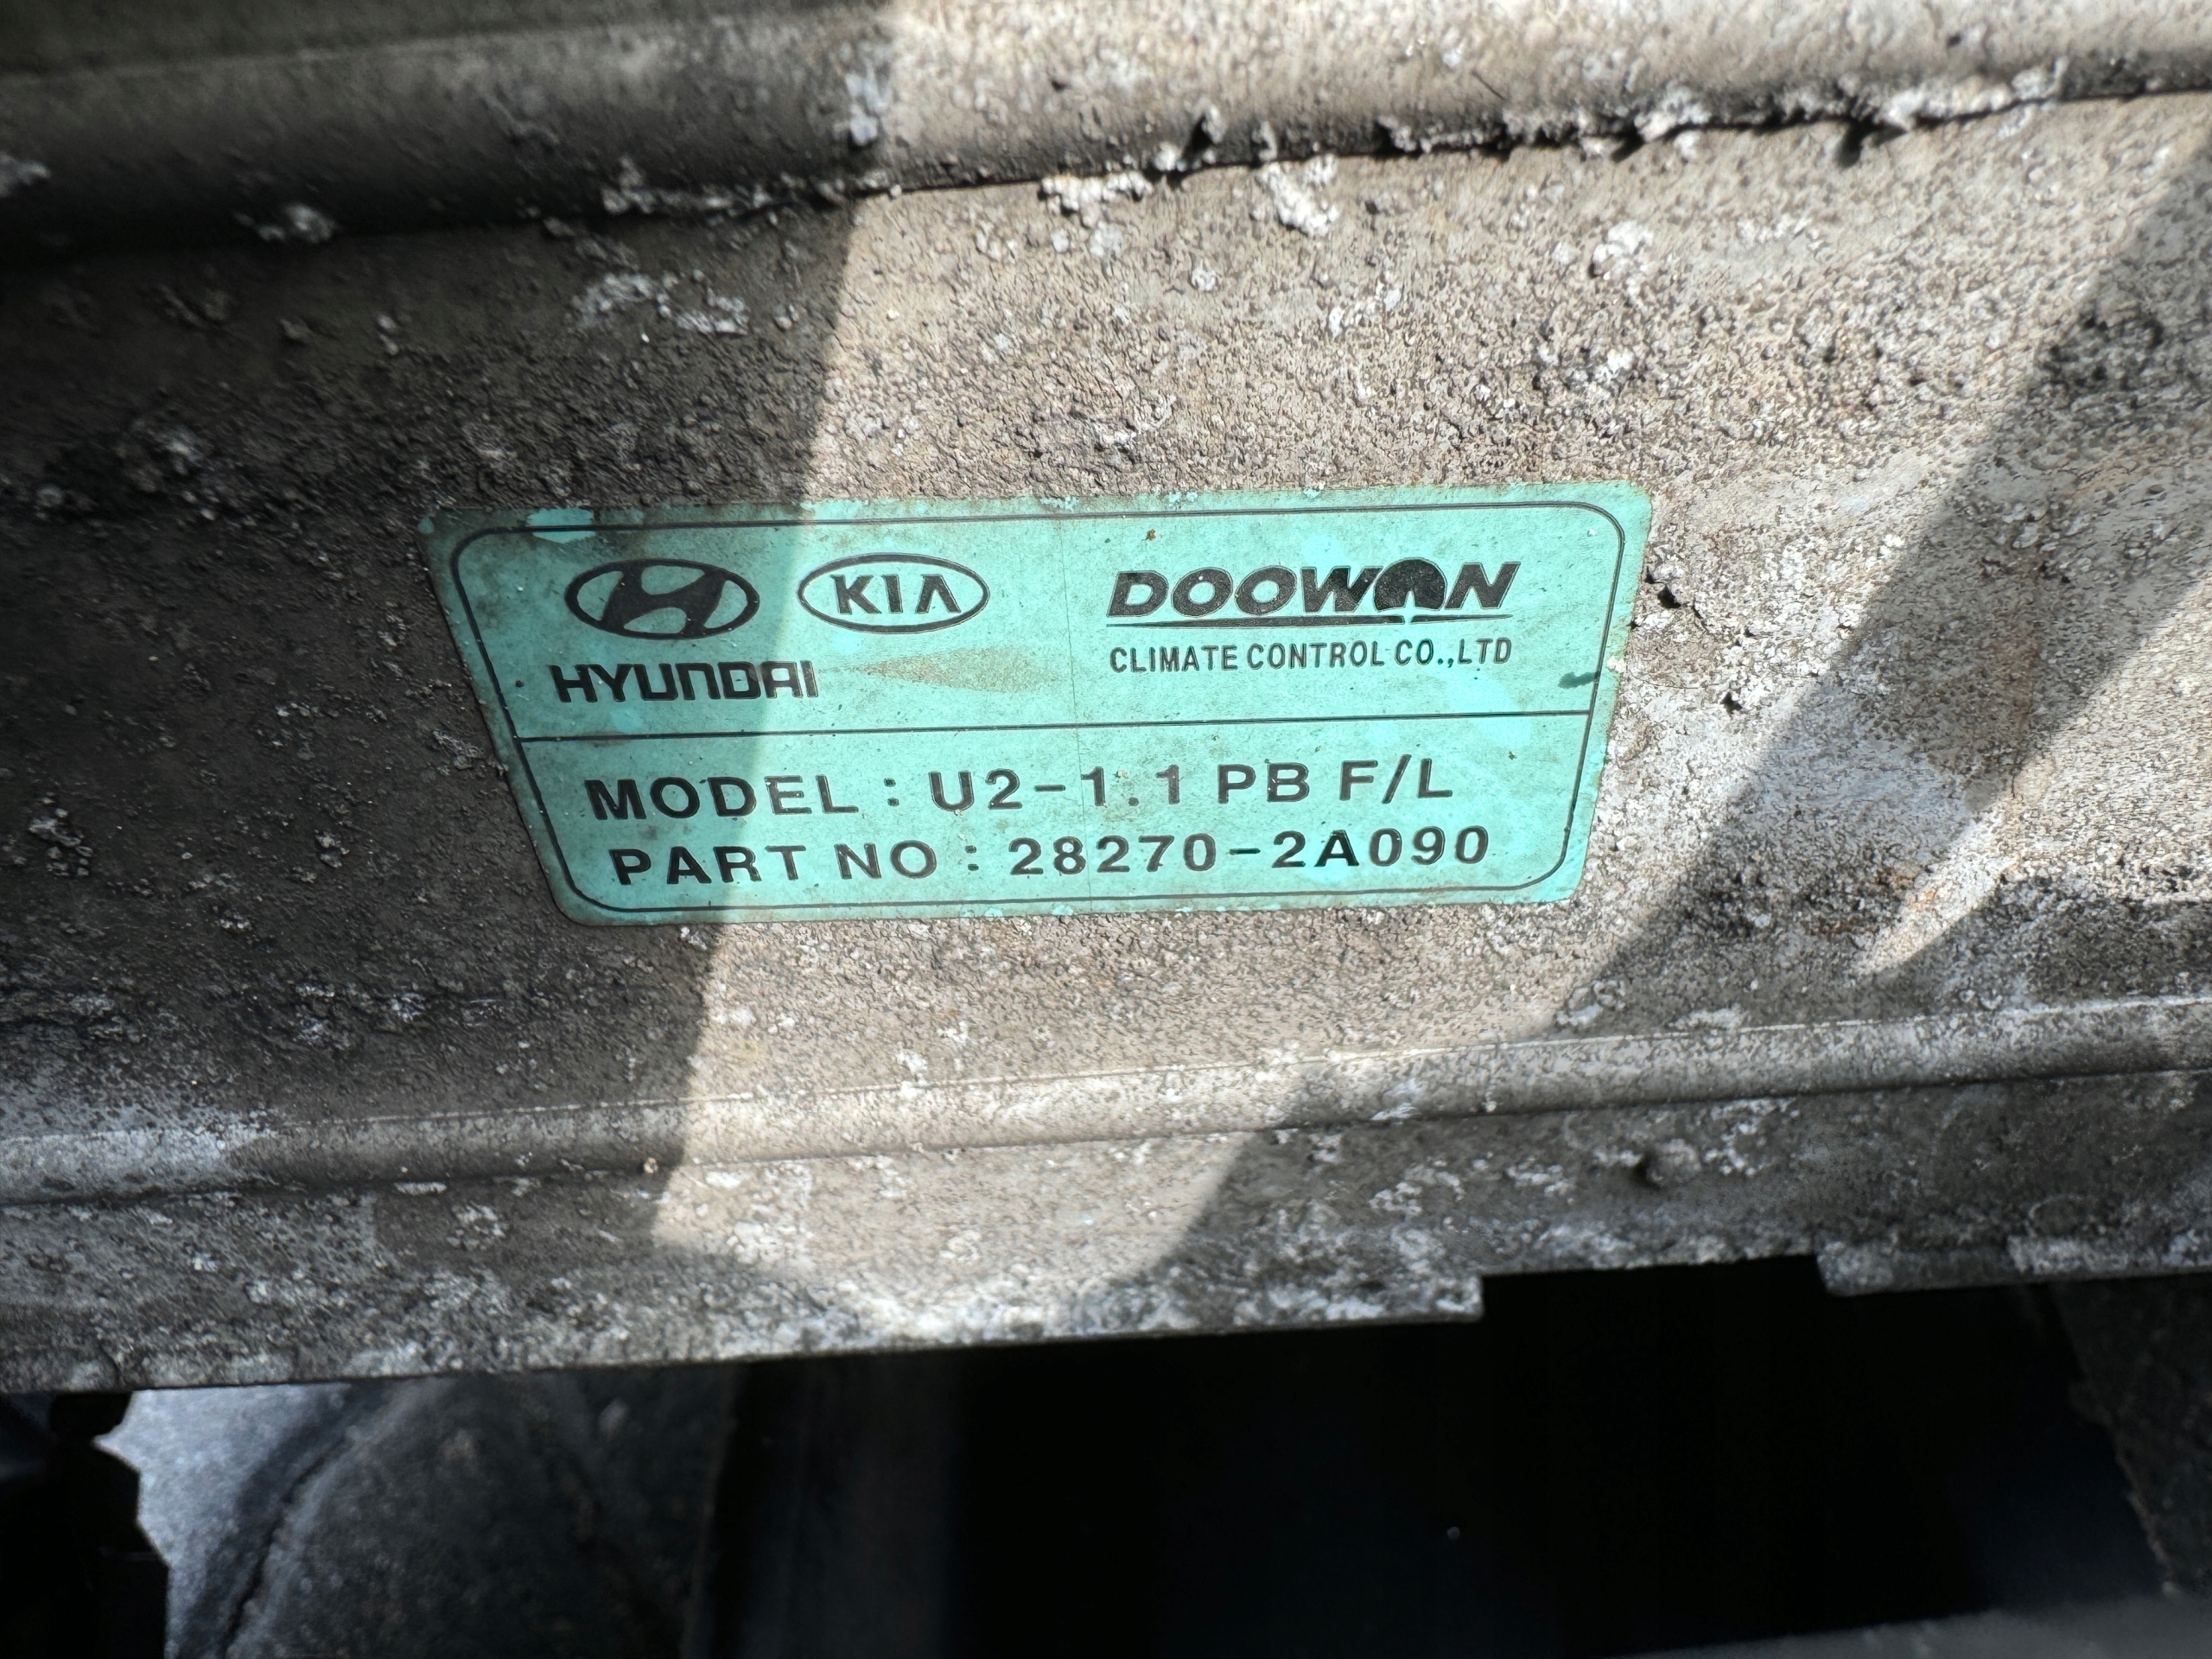 KIA DOOWON
HYUNDAI CLIMATE CONTROL CO.,LTD
MODEL : U2-1.1 PB F/L
PART NO : 28270-2A090